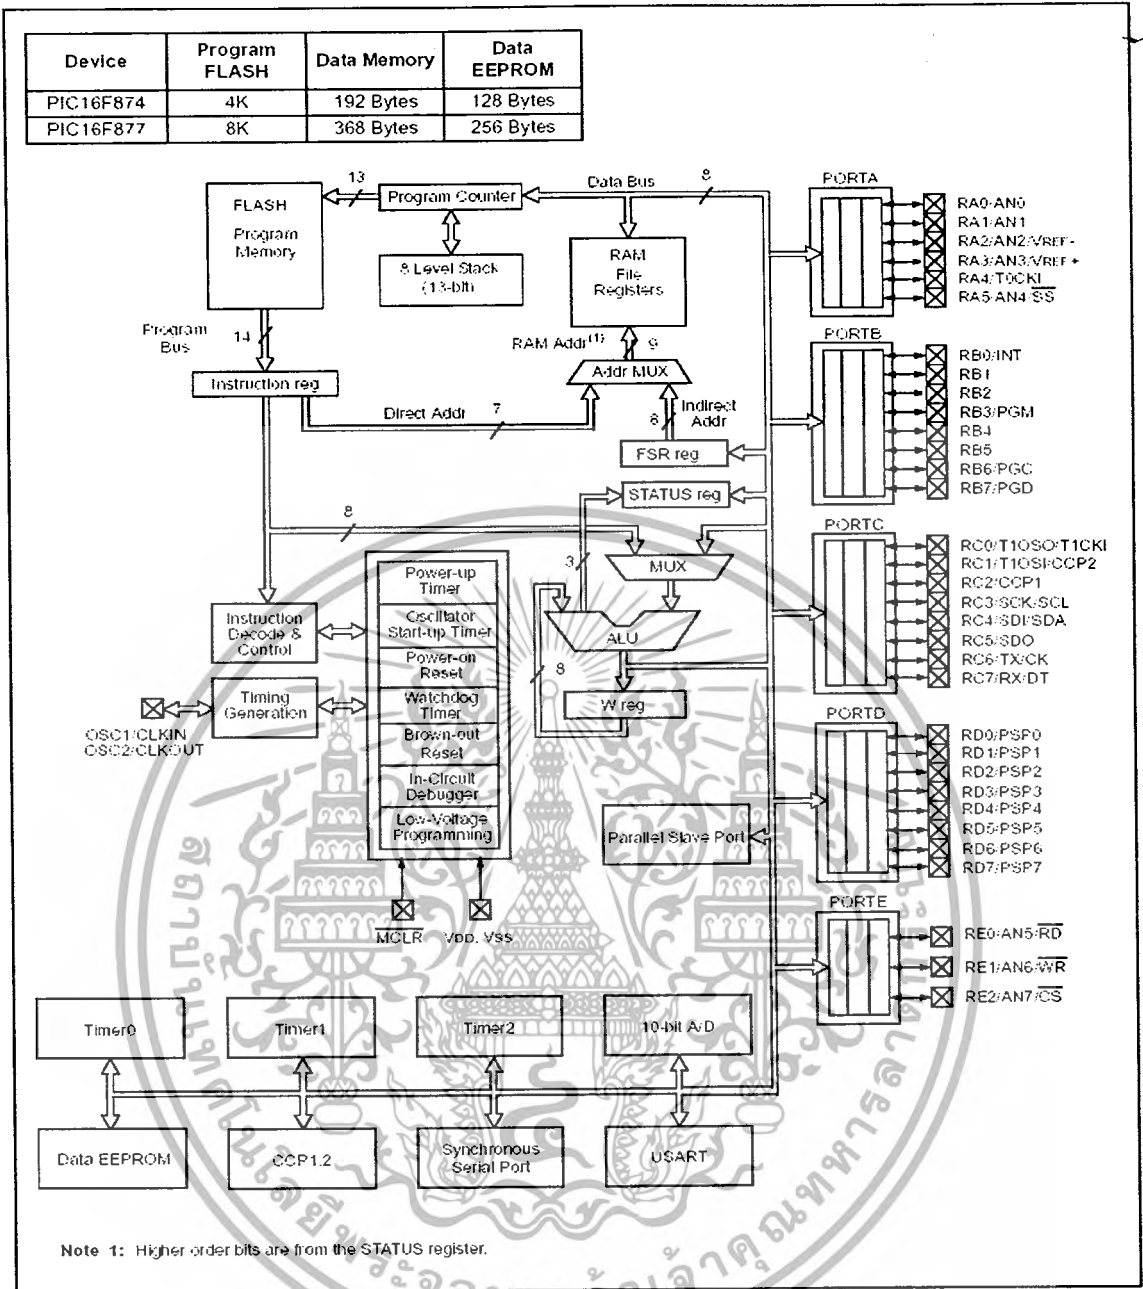 Device Program FLASH Data Memory Data EEPROM
PIC16F874 4K 192 Bytes 128 Bytes
PIC16F877 8K 368 Bytes 256 Bytes
13
Program Counter
Data Bus
8
FLASH
Program
Memory
8 Level Stack
(13-bit)
RAM
File
Registers
Program
Bus
14
RAM Addr(1)
9
Addr MUX
Instruction reg
Direct Addr
7
8
Indirect
Addr
FSR reg
STATUS reg
8
3
MUX
ALU
8
W reg
Power-up
Timer
Oscillator
Start-up Timer
Power-on
Reset
Watchdog
Timer
Brown-out
Reset
In-Circuit
Debugger
Low-Voltage
Programming
Instruction
Decode &
Control
Timing
Generation
OSC1/CLKIN
OSC2/CLKOUT
MCLR
VDD, VSS
Parallel Slave Port
PORTA
RA0/AN0
RA1/AN1
RA2/AN2/VREF-
RA3/AN3/VREF+
RA4/T0CKI
RA5/AN4/SS
PORTB
RB0/INT
RB1
RB2
RB3/PGM
RB4
RB5
RB6/PGC
RB7/PGD
PORTC
RC0/T1OSO/T1CKI
RC1/T1OSI/CCP2
RC2/CCP1
RC3/SCK/SCL
RC4/SDI/SDA
RC5/SDO
RC6/TX/CK
RC7/RX/DT
PORTD
RD0/PSP0
RD1/PSP1
RD2/PSP2
RD3/PSP3
RD4/PSP4
RD5/PSP5
RD6/PSP6
RD7/PSP7
PORTE
RE0/AN5/RD
RE1/AN6/WR
RE2/AN7/CS
Timer0
Timer1
Timer2
10-bit A/D
Data EEPROM
CCP1,2
Synchronous
Serial Port
USART
Note 1: Higher order bits are from the STATUS register.